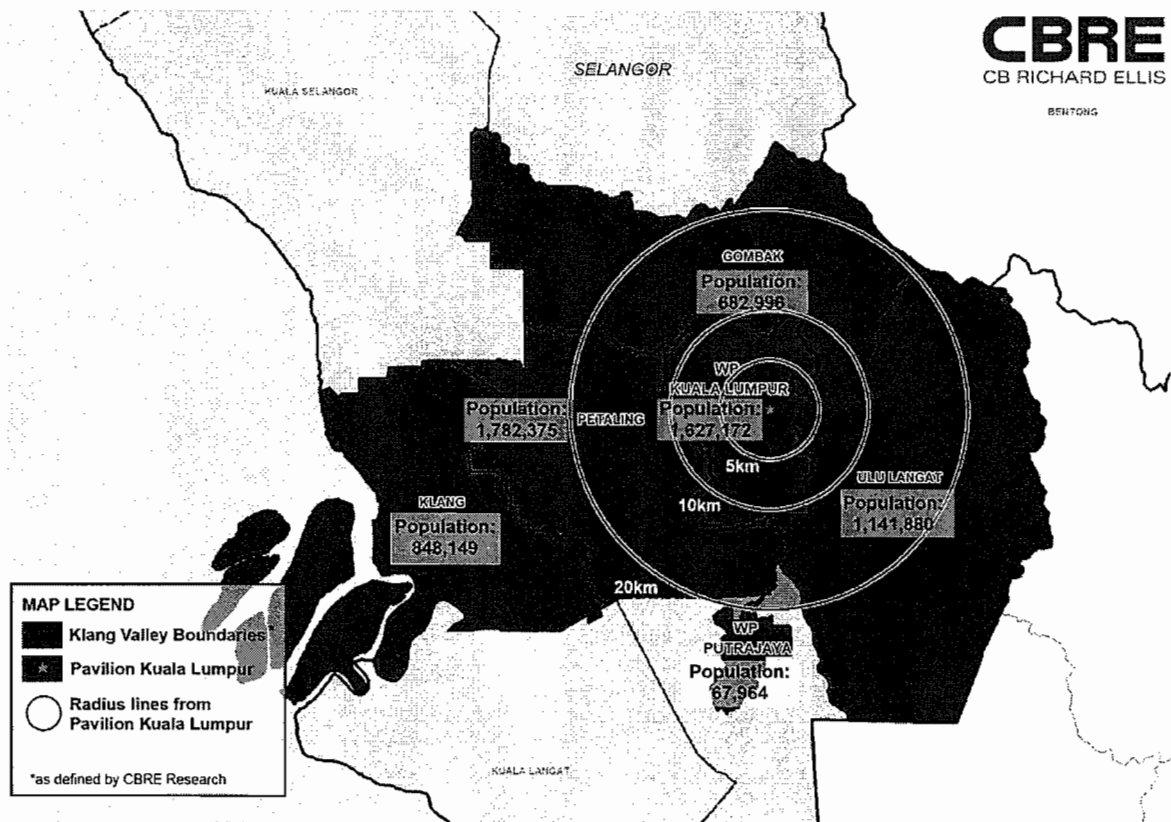 CBRE
CB RICHARD ELLIS
SELANGOR
KUALA SELANGOR
BENTONG
GOMBAK
Population:
682,996
WP
KUALA LUMPUR
Population:
1,627,172
Population:
1,782,375
PETALING
5km
10km
ULU LANGAT
Population:
1,141,880
KLANG
Population:
848,149
20km
WP
PUTRAJAYA
Population:
67,964
KUALA LANGAT
MAP LEGEND
Klang Valley Boundaries*
Pavilion Kuala Lumpur
Radius lines from
Pavilion Kuala Lumpur
*as defined by CBRE Research